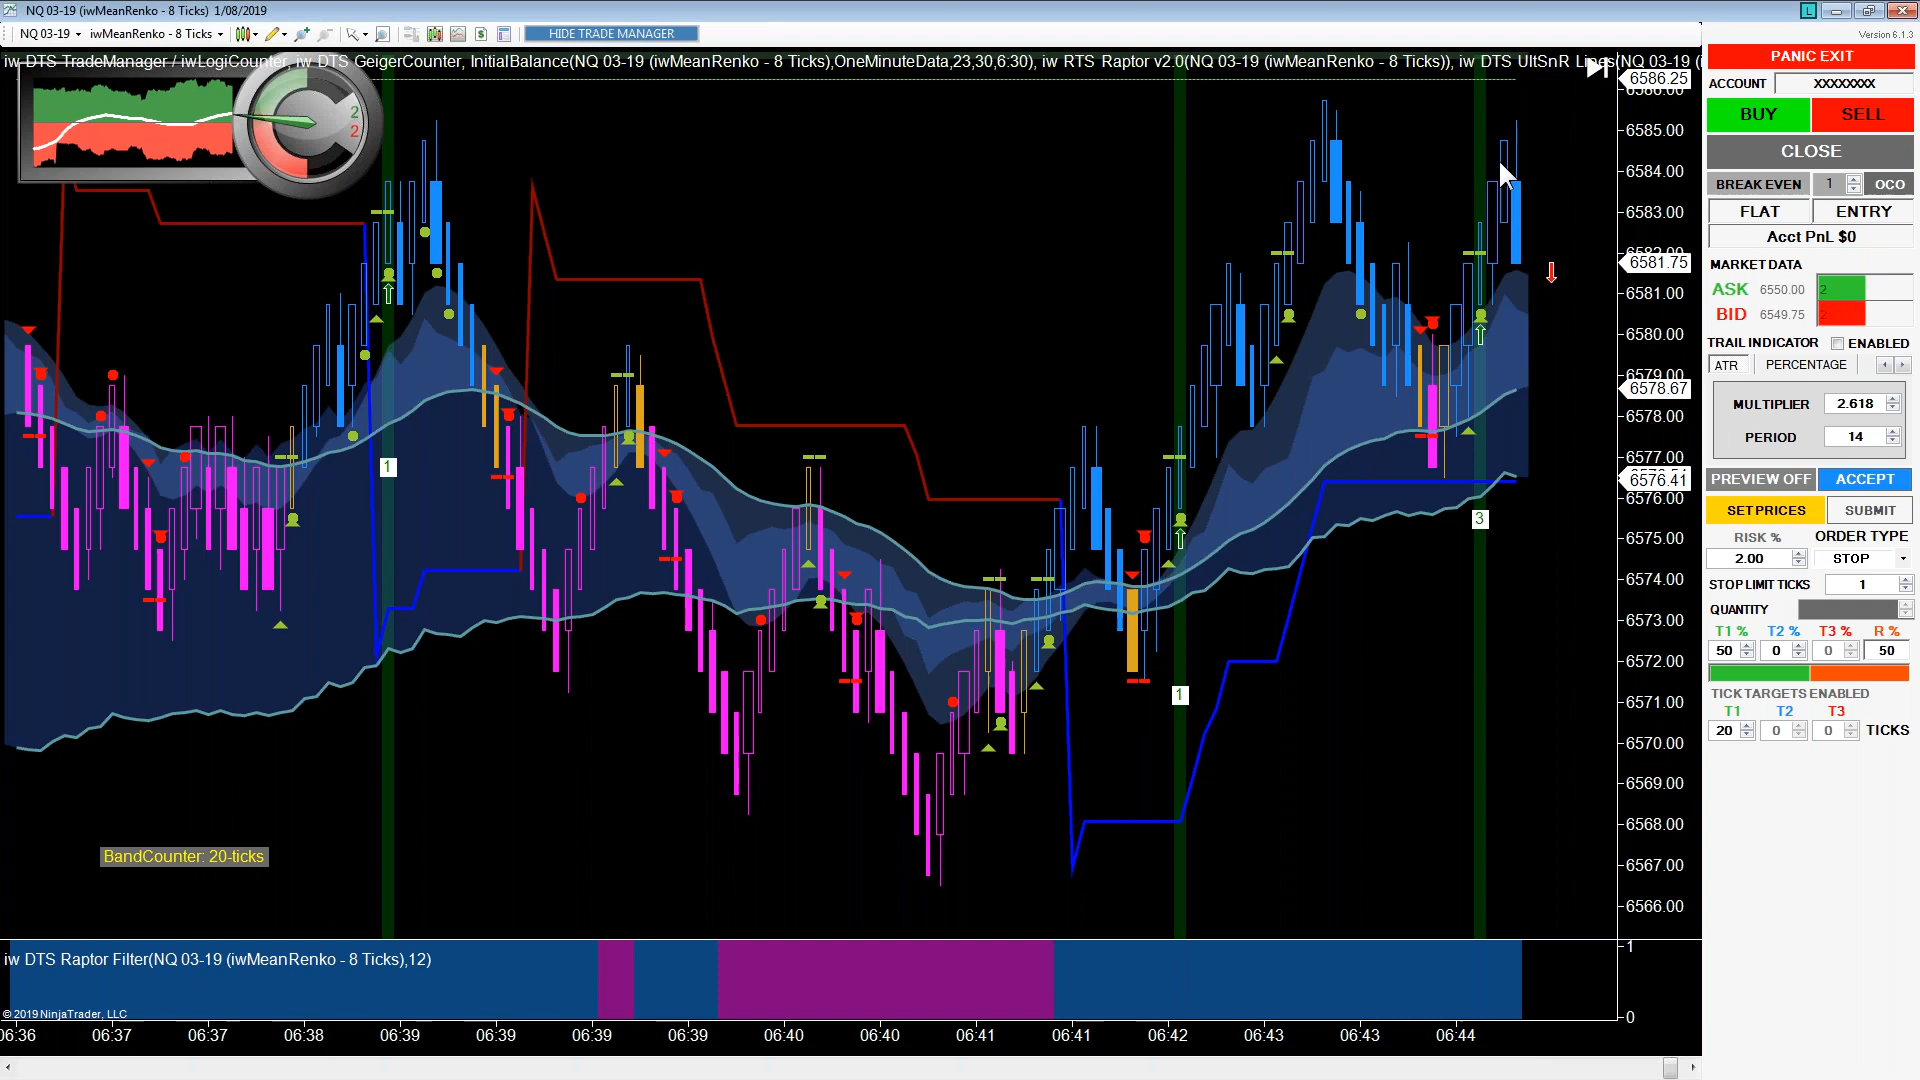 NQ 03-19 (iwMeanRenko - 8 Ticks)  1/08/2019
L
NQ 03-19 iwMeanRenko - 8 Ticks HIDE TRADE MANAGER
Version 6.1.3
iw DTS TradeManager / iwLogiCounter, iw DTS GeigerCounter, InitialBalance(NQ 03-19 (iwMeanRenko - 8 Ticks),OneMinuteData,23,30,6:30), iw RTS Raptor v2.0(NQ 03-19 (iwMeanRenko - 8 Ticks)), iw DTS UltSnR Lines(NQ 03-19 (i
2
2
1
1
3
BandCounter: 20-ticks
6586.25
6585.00
6584.00
6583.00
6581.75
6581.00
6580.00
6579.00
6578.67
6578.00
6577.00
6576.41
6576.00
6575.00
6574.00
6573.00
6572.00
6571.00
6570.00
6569.00
6568.00
6567.00
6566.00
iw DTS Raptor Filter(NQ 03-19 (iwMeanRenko - 8 Ticks),12)
1
0
© 2019 NinjaTrader, LLC
06:36 06:37 06:37 06:38 06:39 06:39 06:39 06:39 06:40 06:40 06:41 06:41 06:42 06:43 06:43 06:44
PANIC EXIT
ACCOUNT XXXXXXXX
BUY SELL
CLOSE
BREAK EVEN 1 OCO
FLAT ENTRY
Acct PnL $0
MARKET DATA
ASK 6550.00 2
BID 6549.75 2
TRAIL INDICATOR ENABLED
ATR PERCENTAGE
MULTIPLIER 2.618
PERIOD 14
PREVIEW OFF ACCEPT
SET PRICES SUBMIT
RISK % ORDER TYPE
2.00 STOP
STOP LIMIT TICKS 1
QUANTITY
T1 % T2 % T3 % R %
50 0 0 50
TICK TARGETS ENABLED
T1 T2 T3
20 0 0 TICKS